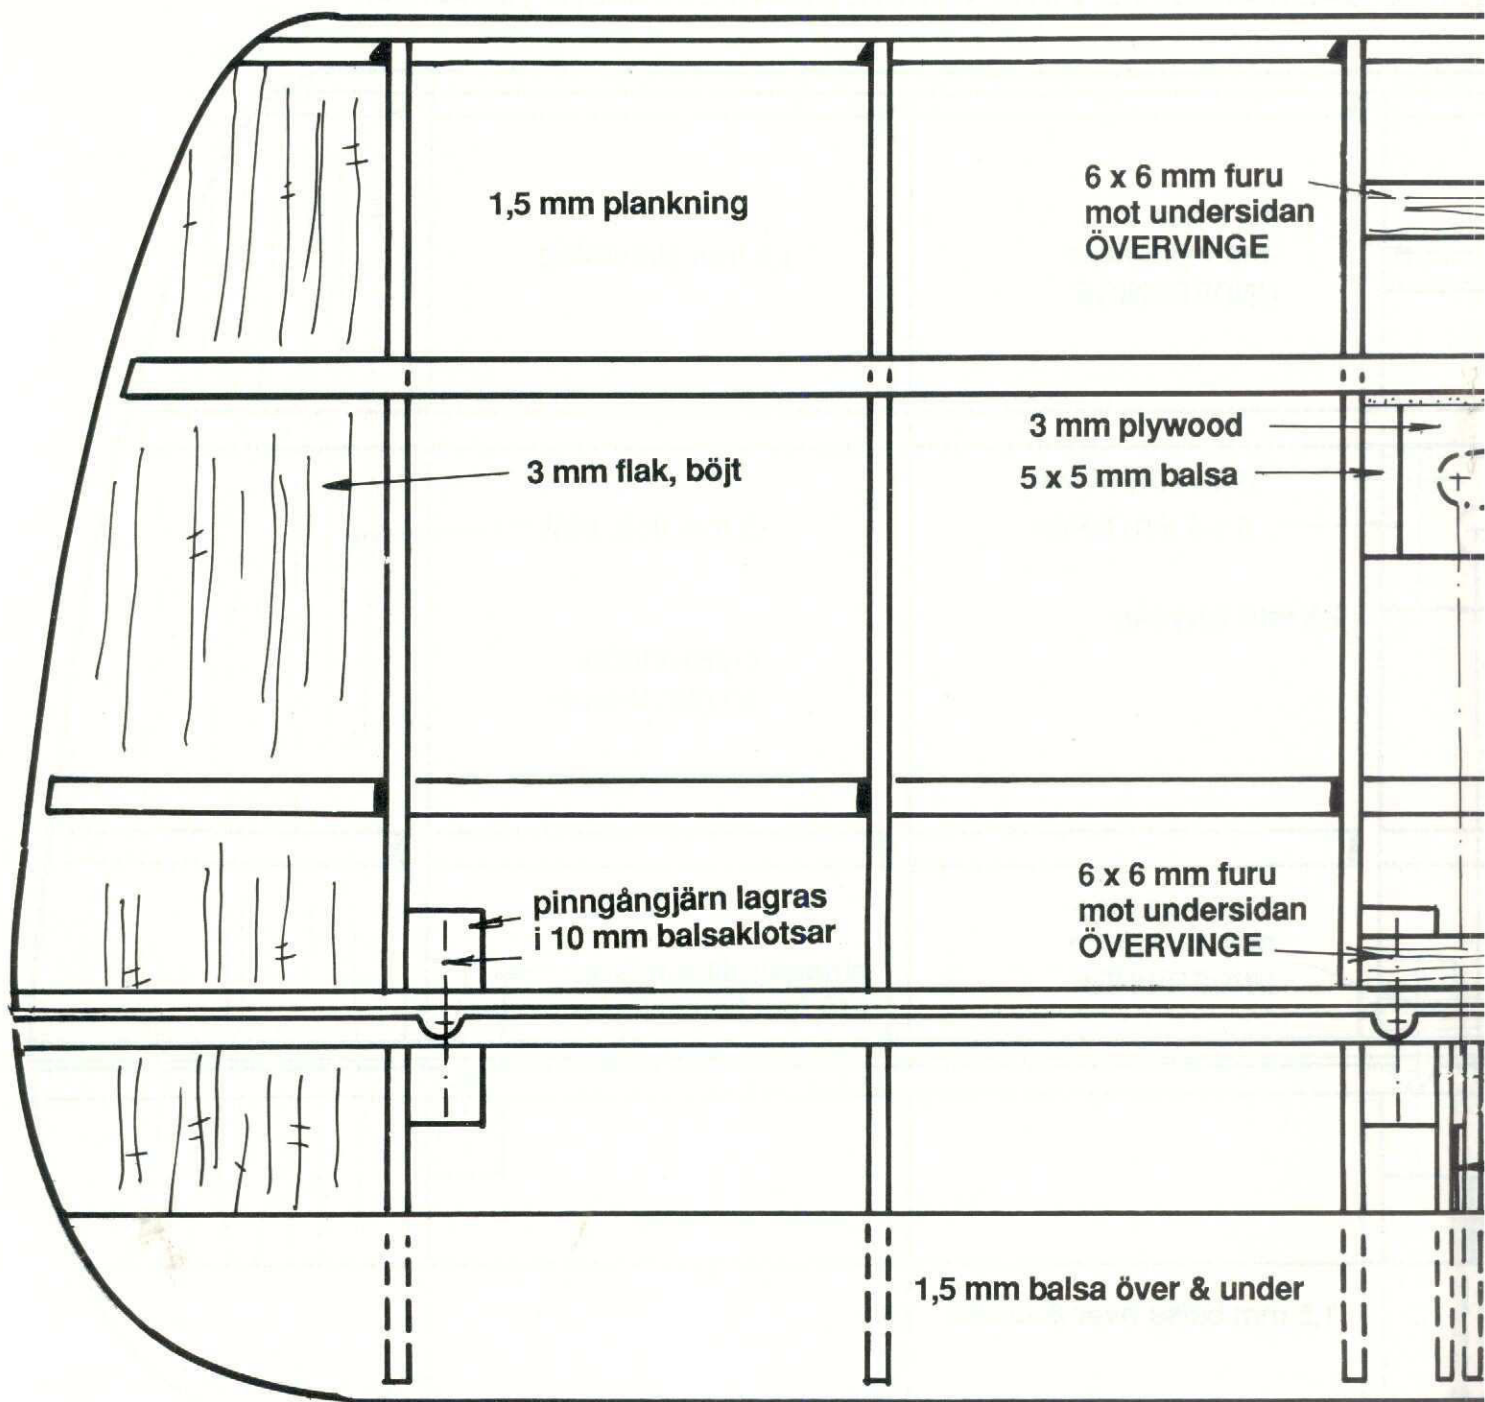 1,5 mm plankning
6 x 6 mm furu
mot undersidan
ÖVERVINGE
3 mm plywood
5 x 5 mm balsa
3 mm flak, böjt
pinngångjärn lagras
i 10 mm balsaklotsar
6 x 6 mm furu
mot undersidan
ÖVERVINGE
1,5 mm balsa över & under